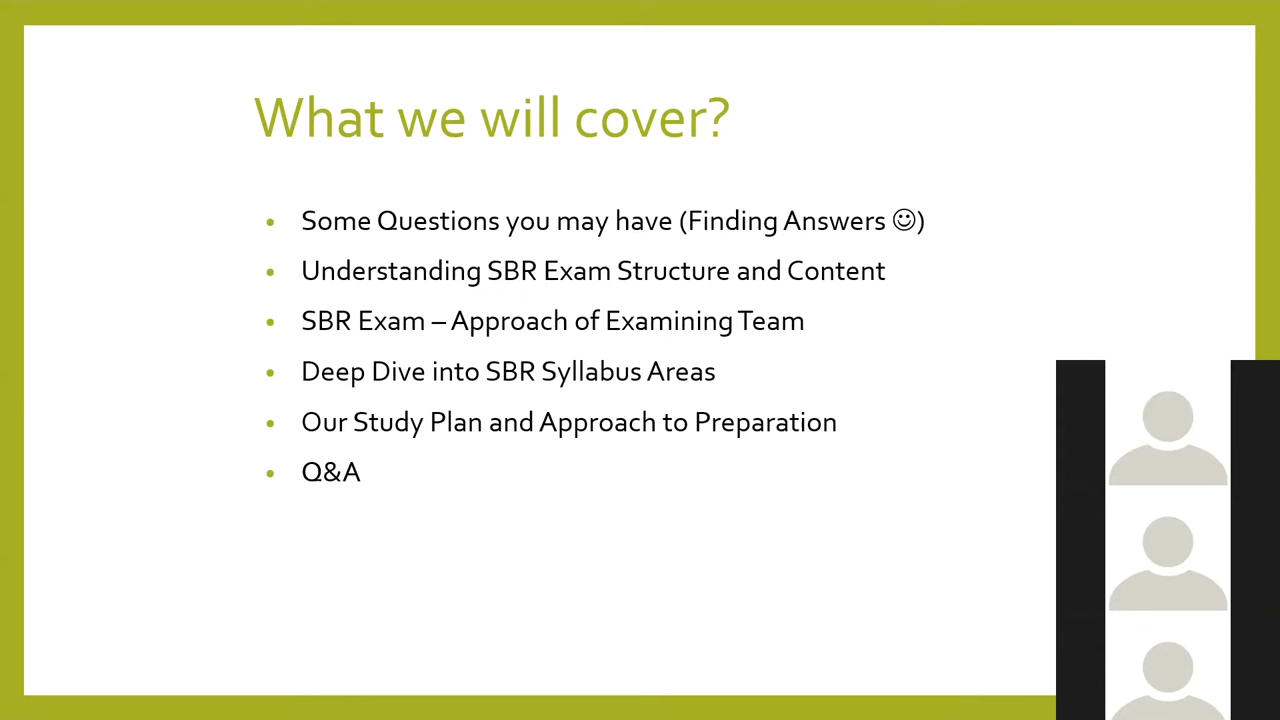 What we will cover?
• Some Questions you may have (Finding Answers ☺)
• Understanding SBR Exam Structure and Content
• SBR Exam – Approach of Examining Team
• Deep Dive into SBR Syllabus Areas
• Our Study Plan and Approach to Preparation
• Q&A